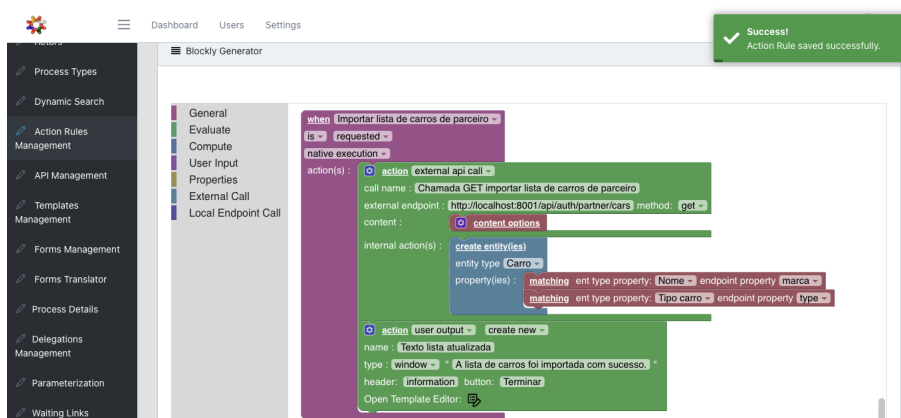 Dashboard Users Settings
Success!
Action Rule saved successfully.
Actors
Process Types
Dynamic Search
Action Rules
Management
API Management
Templates
Management
Forms Management
Forms Translator
Process Details
Delegations
Management
Parameterization
Waiting Links
Blockly Generator
General
Evaluate
Compute
User Input
Properties
External Call
Local Endpoint Call
when Importar lista de carros de parceiro
is requested
native execution
action(s) : action external api call
call name : Chamada GET importar lista de carros de parceiro
external endpoint : http://localhost:8001/api/auth/partner/cars method: get
content : content options
internal action(s) : create entity(ies)
entity type Carro
property(ies) : matching ent type property: Nome endpoint property marca
matching ent type property: Tipo carro endpoint property type
action user output create new
name : Texto lista atualizada
type : window " A lista de carros foi importada com sucesso. "
header: information button: Terminar
Open Template Editor: